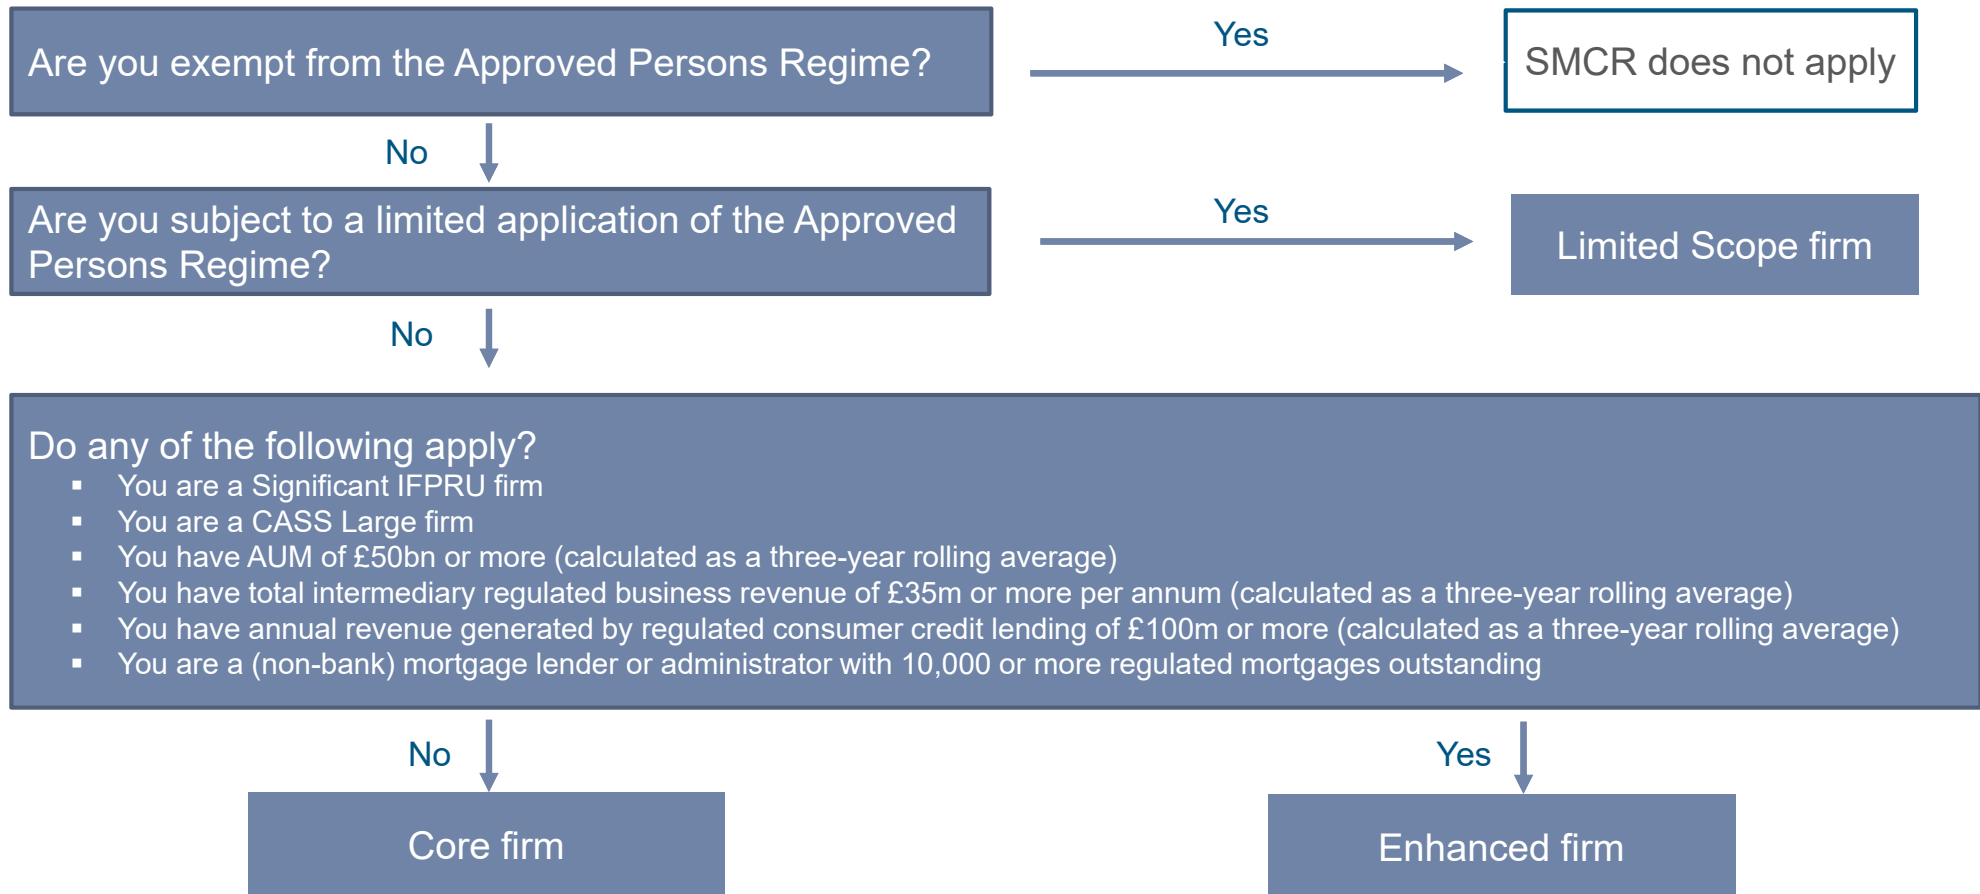 Are you exempt from the Approved Persons Regime?
Yes
SMCR does not apply
No
Are you subject to a limited application of the Approved
Persons Regime?
Yes
Limited Scope firm
No
Do any of the following apply?
▪ You are a Significant IFPRU firm
▪ You are a CASS Large firm
▪ You have AUM of £50bn or more (calculated as a three-year rolling average)
▪ You have total intermediary regulated business revenue of £35m or more per annum (calculated as a three-year rolling average)
▪ You have annual revenue generated by regulated consumer credit lending of £100m or more (calculated as a three-year rolling average)
▪ You are a (non-bank) mortgage lender or administrator with 10,000 or more regulated mortgages outstanding
No
Yes
Core firm
Enhanced firm